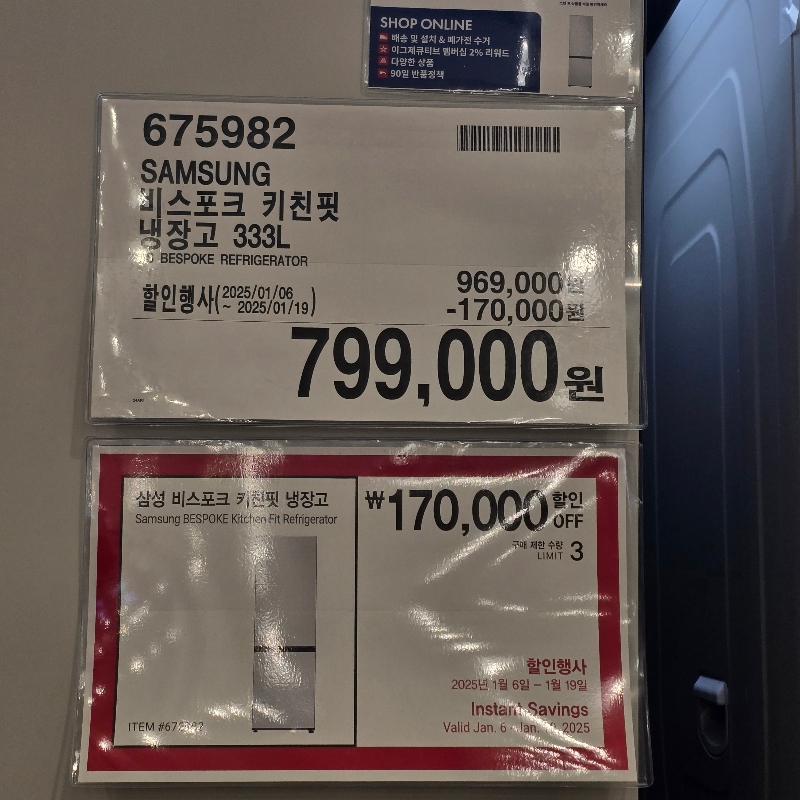 SHOP ONLINE
배송 및 설치 & 폐가전 수거
이그제큐티브 멤버십 2% 리워드
다양한 상품
90일 반품정책
675982
SAMSUNG
비스포크 키친핏
냉장고 333L
BESPOKE REFRIGERATOR
969,000원
할인행사(2025/01/06
~ 2025/01/19)
-170,000원
799,000원
삼성 비스포크 키친핏 냉장고
Samsung BESPOKE Kitchen Fit Refrigerator
₩170,000 할인
OFF
구매 제한 수량
LIMIT 3
할인행사
2025년 1월 6일 – 1월 19일
Instant Savings
Valid Jan. 6 - Jan. 2025
ITEM